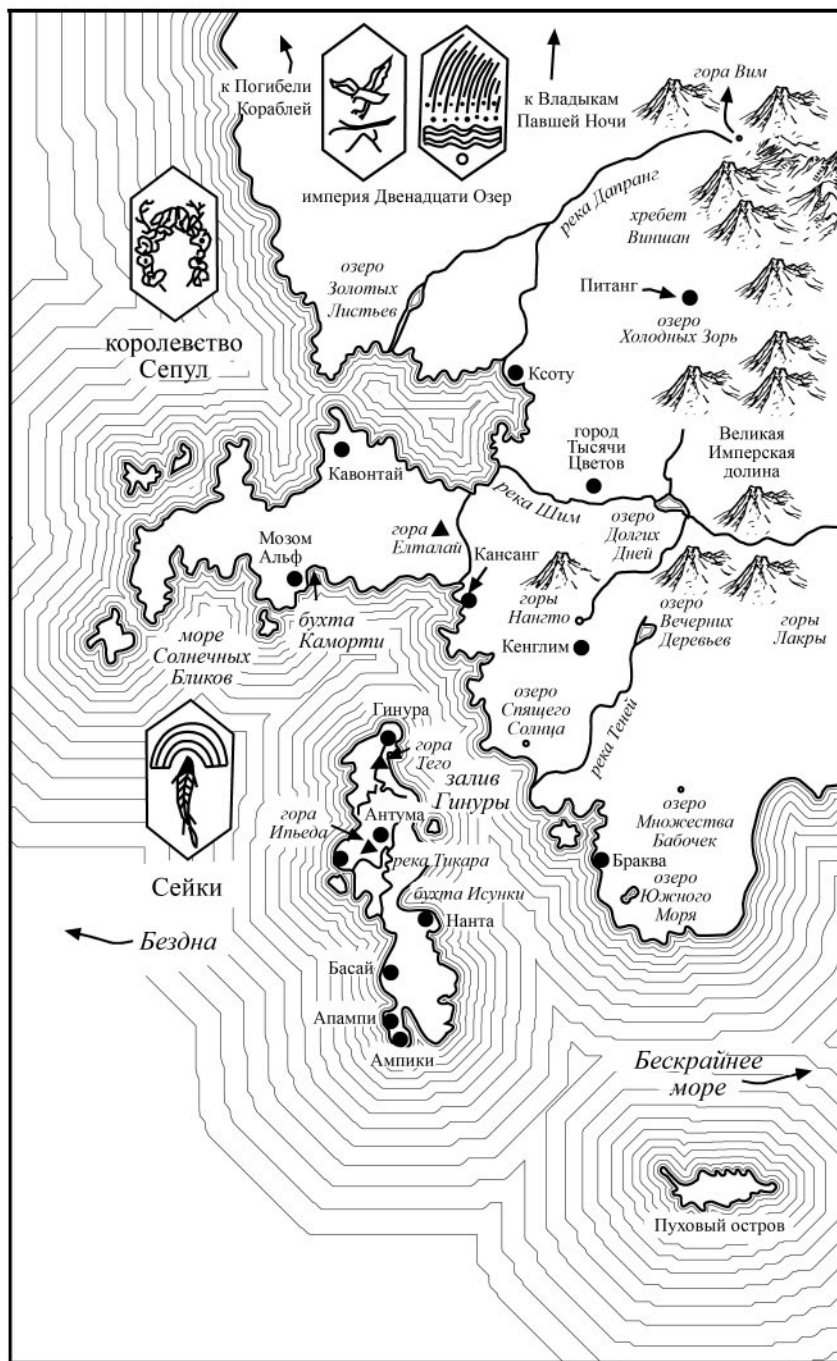 к Погибели
Кораблей
к Владыкам
Павшей Ночи
гора Вим
империя Двенадцати Озер
река Дапранг
хребет
Виншан
озеро
Золотых
Листьев
Питанг
озеро
Холодных Зорь
королевство
Сепул
Ксоту
город
Тысячи
Цветов
Великая
Имперская
долина
Кавонтай
река Шим
озеро
Долгих
Дней
гора
Елталай
Мозом
Альф
Кансанг
горы
Нангто
озеро
Вечерних
Деревьев
горы
Лакры
бухта
Каморти
море
Солнечных
Бликов
Кенглим
озеро
Спящего
Солнца
река Теней
Гинура
гора
Тего
залив
Гинуры
гора
Ипьеда
Антума
озеро
Множества
Бабочек
река Тикара
Браква
Сейки
бухта Исунки
озеро
Южного
Моря
Нанта
Бездна
Басай
Апампи
Ампики
Бескрайнее
море
Пуховый остров